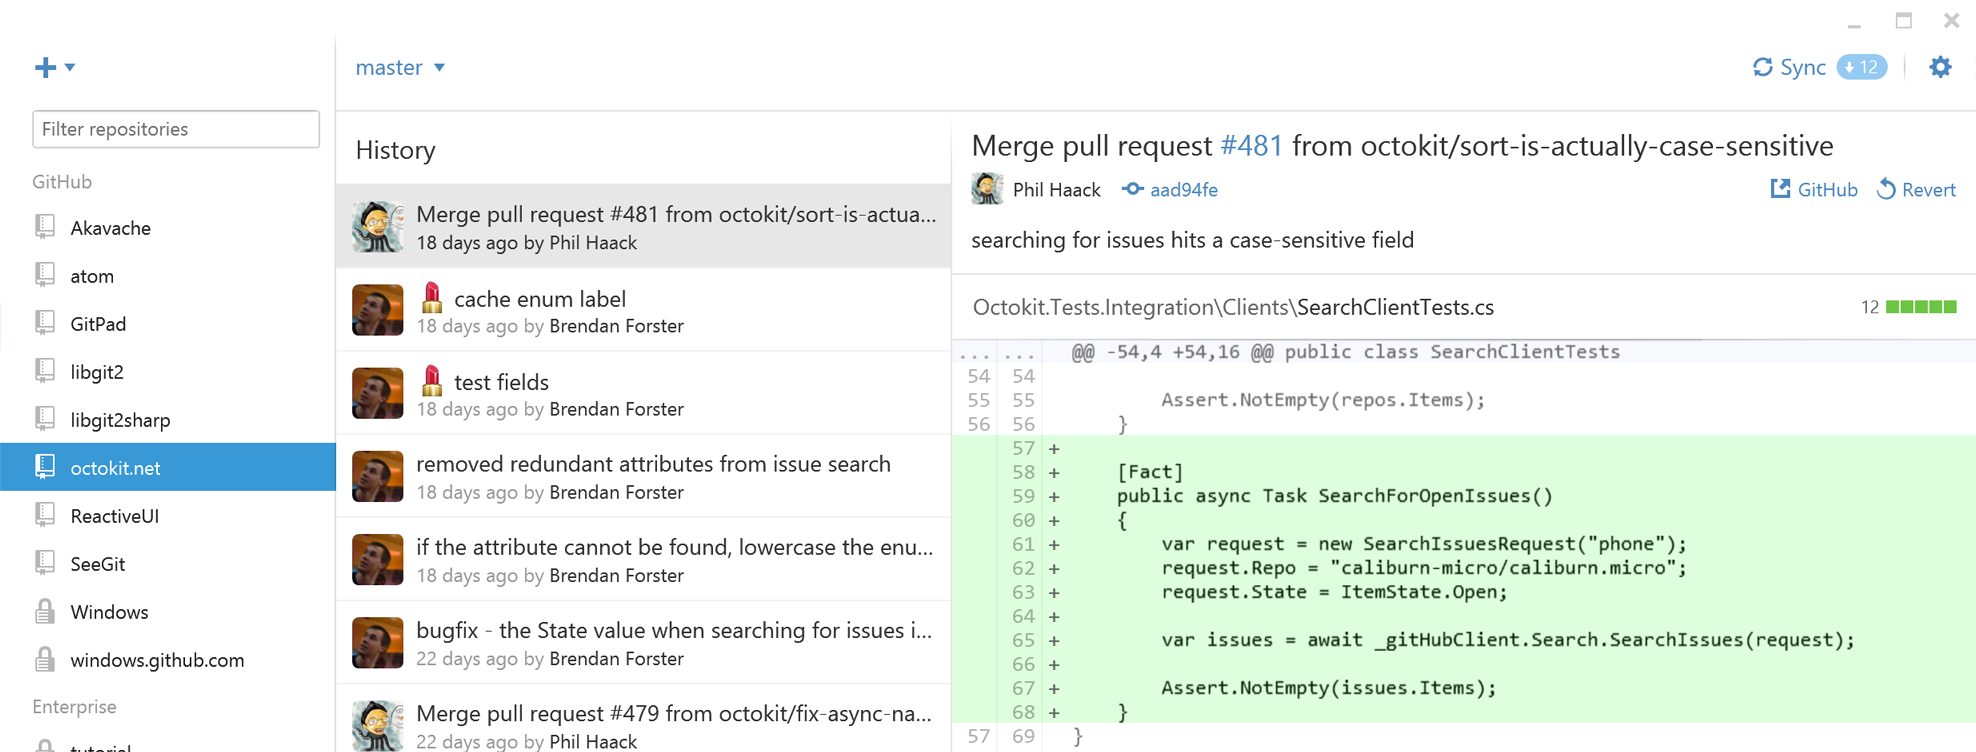 master
Sync 12
Filter repositories
GitHub
Akavache
atom
GitPad
libgit2
libgit2sharp
octokit.net
ReactiveUI
SeeGit
Windows
windows.github.com
Enterprise
tutorial
History
Merge pull request #481 from octokit/sort-is-actua...
18 days ago by Phil Haack
cache enum label
18 days ago by Brendan Forster
test fields
18 days ago by Brendan Forster
removed redundant attributes from issue search
18 days ago by Brendan Forster
if the attribute cannot be found, lowercase the enu...
18 days ago by Brendan Forster
bugfix - the State value when searching for issues i...
22 days ago by Brendan Forster
Merge pull request #479 from octokit/fix-async-na...
22 days ago by Phil Haack
Merge pull request #481 from octokit/sort-is-actually-case-sensitive
Phil Haack aad94fe GitHub Revert
searching for issues hits a case-sensitive field
Octokit.Tests.Integration\Clients\SearchClientTests.cs 12
... ... @@ -54,4 +54,16 @@ public class SearchClientTests
54 54
55 55 Assert.NotEmpty(repos.Items);
56 56 }
57 +
58 + [Fact]
59 + public async Task SearchForOpenIssues()
60 + {
61 + var request = new SearchIssuesRequest("phone");
62 + request.Repo = "caliburn-micro/caliburn.micro";
63 + request.State = ItemState.Open;
64 +
65 + var issues = await _gitHubClient.Search.SearchIssues(request);
66 +
67 + Assert.NotEmpty(issues.Items);
68 + }
57 69 }